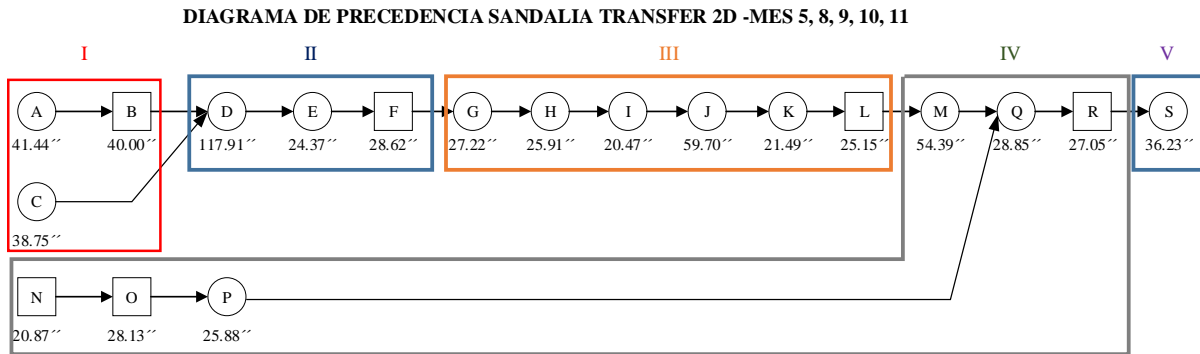 DIAGRAMA DE PRECEDENCIA SANDALIA TRANSFER 2D -MES 5, 8, 9, 10, 11
I II III IV V
A B D E F G H I J K L M Q R S
41.44´´ 40.00´´ 117.91´´ 24.37´´ 28.62´´ 27.22´´ 25.91´´ 20.47´´ 59.70´´ 21.49´´ 25.15´´ 54.39´´ 28.85´´ 27.05´´ 36.23´´
C
38.75´´
N O P
20.87´´ 28.13´´ 25.88´´